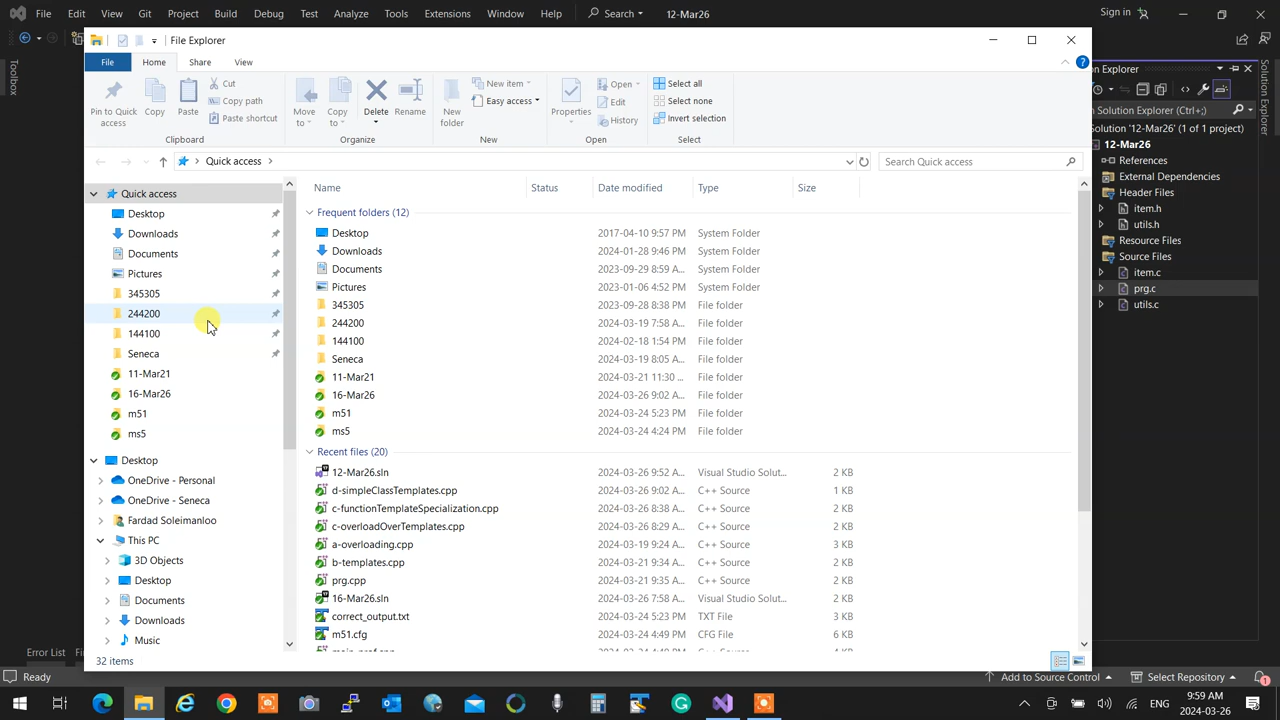 File Edit View Git Project Build Debug Test Analyze Tools Extensions Window Help Search 12-Mar26 Sign in
File Explorer
File Home Share View
Pin to Quick access
Copy
Paste
Cut
Copy path
Paste shortcut
Clipboard
Move to
Copy to
Delete
Rename
Organize
New folder
New item
Easy access
New
Properties
Open
Edit
History
Open
Select all
Select none
Invert selection
Select
Quick access
Search Quick access
Toolbox
Quick access
Desktop
Downloads
Documents
Pictures
345305
244200
144100
Seneca
11-Mar21
16-Mar26
m51
ms5
Desktop
OneDrive - Personal
OneDrive - Seneca
Fardad Soleimanloo
This PC
3D Objects
Desktop
Documents
Downloads
Music
Name Status Date modified Type Size
Frequent folders (12)
Desktop 2017-04-10 9:57 PM System Folder
Downloads 2024-01-28 9:46 PM System Folder
Documents 2023-09-29 8:59 A... System Folder
Pictures 2023-01-06 4:52 PM System Folder
345305 2023-09-28 8:38 PM File folder
244200 2024-03-19 7:58 A... File folder
144100 2024-02-18 1:54 PM File folder
Seneca 2024-03-19 8:05 A... File folder
11-Mar21 2024-03-21 11:30 ... File folder
16-Mar26 2024-03-26 9:02 A... File folder
m51 2024-03-24 5:23 PM File folder
ms5 2024-03-24 4:24 PM File folder
Recent files (20)
12-Mar26.sln 2024-03-26 9:52 A... Visual Studio Solut... 2 KB
d-simpleClassTemplates.cpp 2024-03-26 9:02 A... C++ Source 1 KB
c-functionTemplateSpecialization.cpp 2024-03-26 8:38 A... C++ Source 2 KB
c-overloadOverTemplates.cpp 2024-03-26 8:29 A... C++ Source 2 KB
a-overloading.cpp 2024-03-19 9:24 A... C++ Source 3 KB
b-templates.cpp 2024-03-21 9:34 A... C++ Source 2 KB
prg.cpp 2024-03-21 9:35 A... C++ Source 2 KB
16-Mar26.sln 2024-03-26 7:58 A... Visual Studio Solut... 2 KB
correct_output.txt 2024-03-24 5:23 PM TXT File 3 KB
m51.cfg 2024-03-24 4:49 PM CFG File 6 KB
32 items
Explorer
olution Explorer (Ctrl+;)
Solution '12-Mar26' (1 of 1 project)
12-Mar26
References
External Dependencies
Header Files
item.h
utils.h
Resource Files
Source Files
item.c
prg.c
utils.c
Solution Explorer
Error List
Ready
Add to Source Control
Select Repository
1
ENG
9:59 AM
2024-03-26